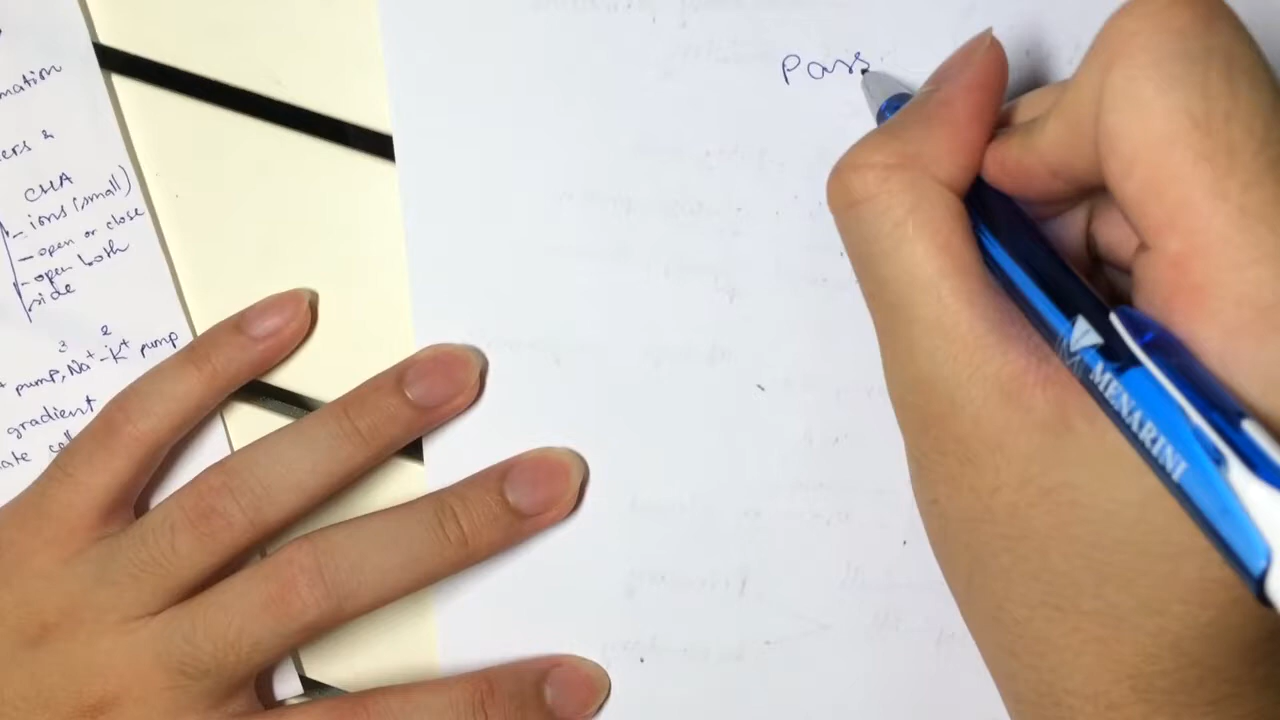 mation
ers &
CHA
- ions (small)
- open or close
- open both
side
3 2
+ pump, Na+ - K+ pump
gradient
ate
Pass
MENARINI